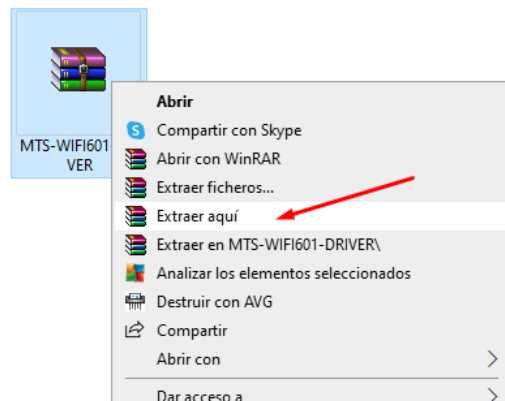 MTS-WIFI601-
VER
Abrir
Compartir con Skype
Abrir con WinRAR
Extraer ficheros...
Extraer aquí
Extraer en MTS-WIFI601-DRIVER\
Analizar los elementos seleccionados
Destruir con AVG
Compartir
Abrir con
Dar acceso a